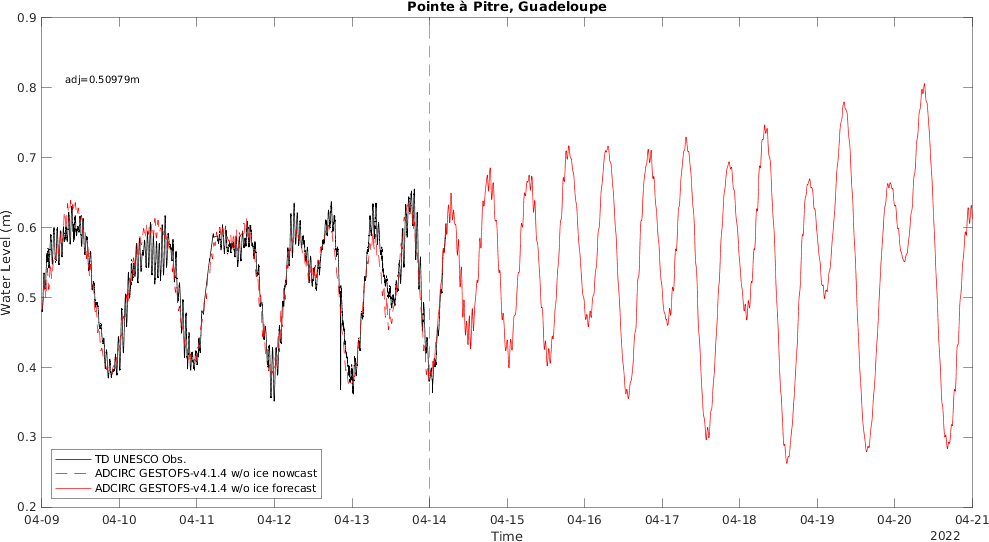 Pointe à Pitre, Guadeloupe
0.9
0.8
0.7
0.6
0.5
0.4
0.3
0.2
Water Level (m)
adj=0.50979m
TD UNESCO Obs.
ADCIRC GESTOFS-v4.1.4 w/o ice nowcast
ADCIRC GESTOFS-v4.1.4 w/o ice forecast
04-09 04-10 04-11 04-12 04-13 04-14 04-15 04-16 04-17 04-18 04-19 04-20 04-21
Time
2022